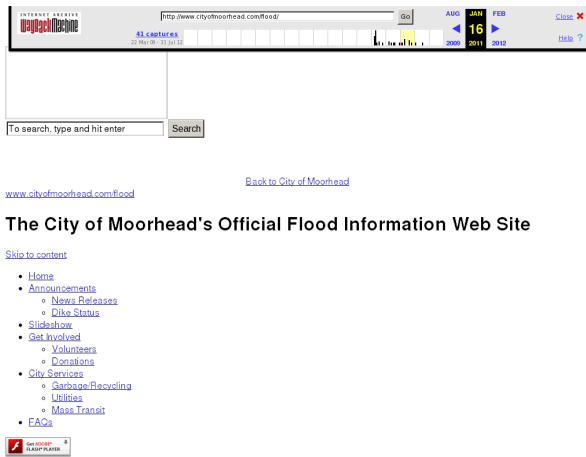 INTERNET ARCHIVE
WaybackMachine
http://www.cityofmoorhead.com/flood/
Go
AUG JAN FEB
Close
41 captures
16
22 Mar 09 - 31 Jul 12
2009 2011 2012
Help ?
To search, type and hit enter
Search
Back to City of Moorhead
www.cityofmoorhead.com/flood
The City of Moorhead's Official Flood Information Web Site
Skip to content
Home
Announcements
News Releases
Dike Status
Slideshow
Get Involved
Volunteers
Donations
City Services
Garbage/Recycling
Utilities
Mass Transit
FAQs
Get ADOBE®
FLASH® PLAYER